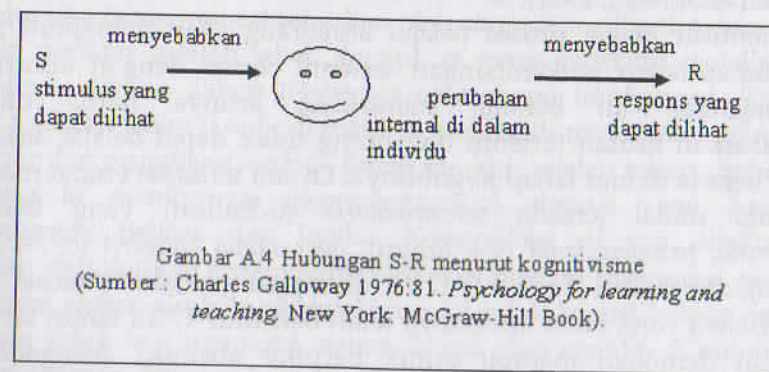 menyebabkan
menyebabkan
S
R
stimulus yang
dapat dilihat
perubahan
internal di dalam
individu
respons yang
dapat dilihat
Gambar A.4 Hubungan S-R menurut kognitivisme
(Sumber : Charles Galloway 1976:81. Psychology for learning and
teaching. New York: McGraw-Hill Book).